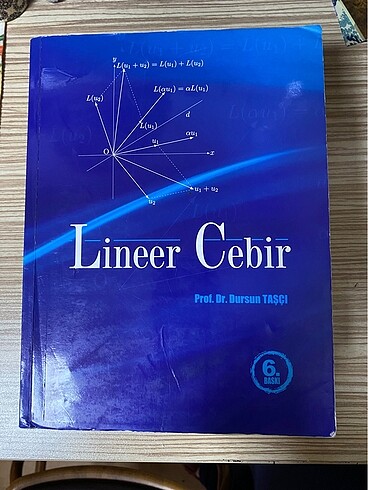 y
L(u₁ + u₂) = L(u₁) + L(u₂)
L(u₂)
L(αu₁) = αL(u₁)
d
L(u₁)
αu₁
u₁
O
x
u₁ + u₂
u₂
Lineer Cebir
Prof. Dr. Dursun TAŞÇI
6.
BASKI